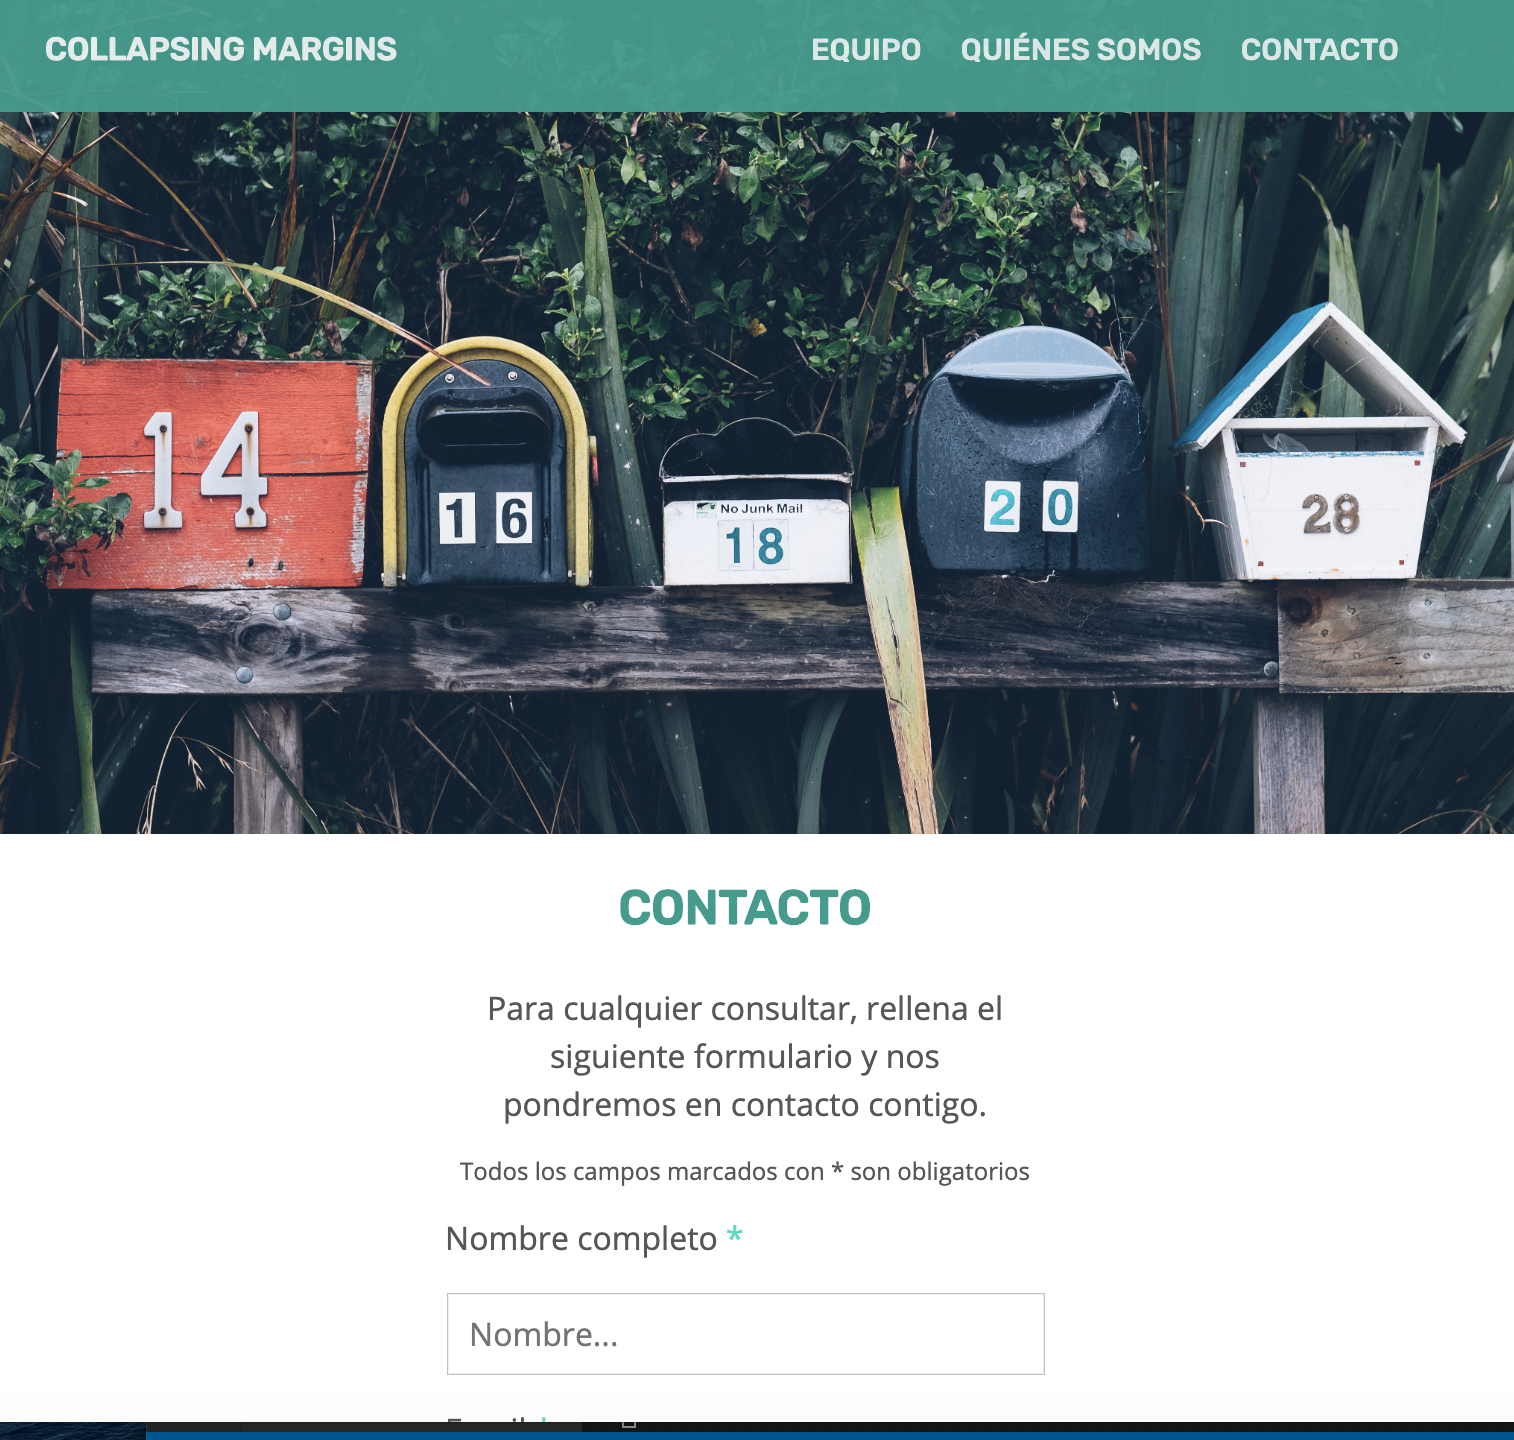 COLLAPSING MARGINS
EQUIPO QUIÉNES SOMOS CONTACTO
14
16
No Junk Mail
18
20
28
CONTACTO
Para cualquier consultar, rellena el
siguiente formulario y nos
pondremos en contacto contigo.
Todos los campos marcados con * son obligatorios
Nombre completo *
Nombre...